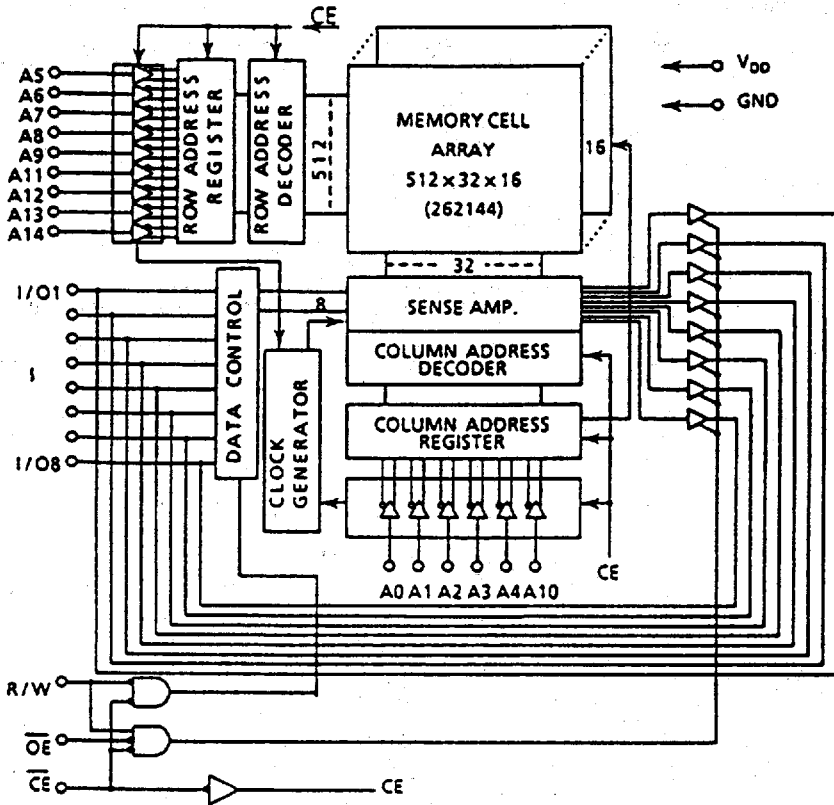 CE
A5
A6
A7
A8
A9
A11
A12
A13
A14
ROW ADDRESS
REGISTER
ROW ADDRESS
DECODER
512
MEMORY CELL
ARRAY
512×32×16
(262144)
16
VDD
GND
32
I/O1
I/O8
DATA CONTROL
8
SENSE AMP.
COLUMN ADDRESS
DECODER
COLUMN ADDRESS
REGISTER
CLOCK
GENERATOR
A0 A1 A2 A3 A4 A10
CE
R/W
O̅E̅
C̅E̅
CE